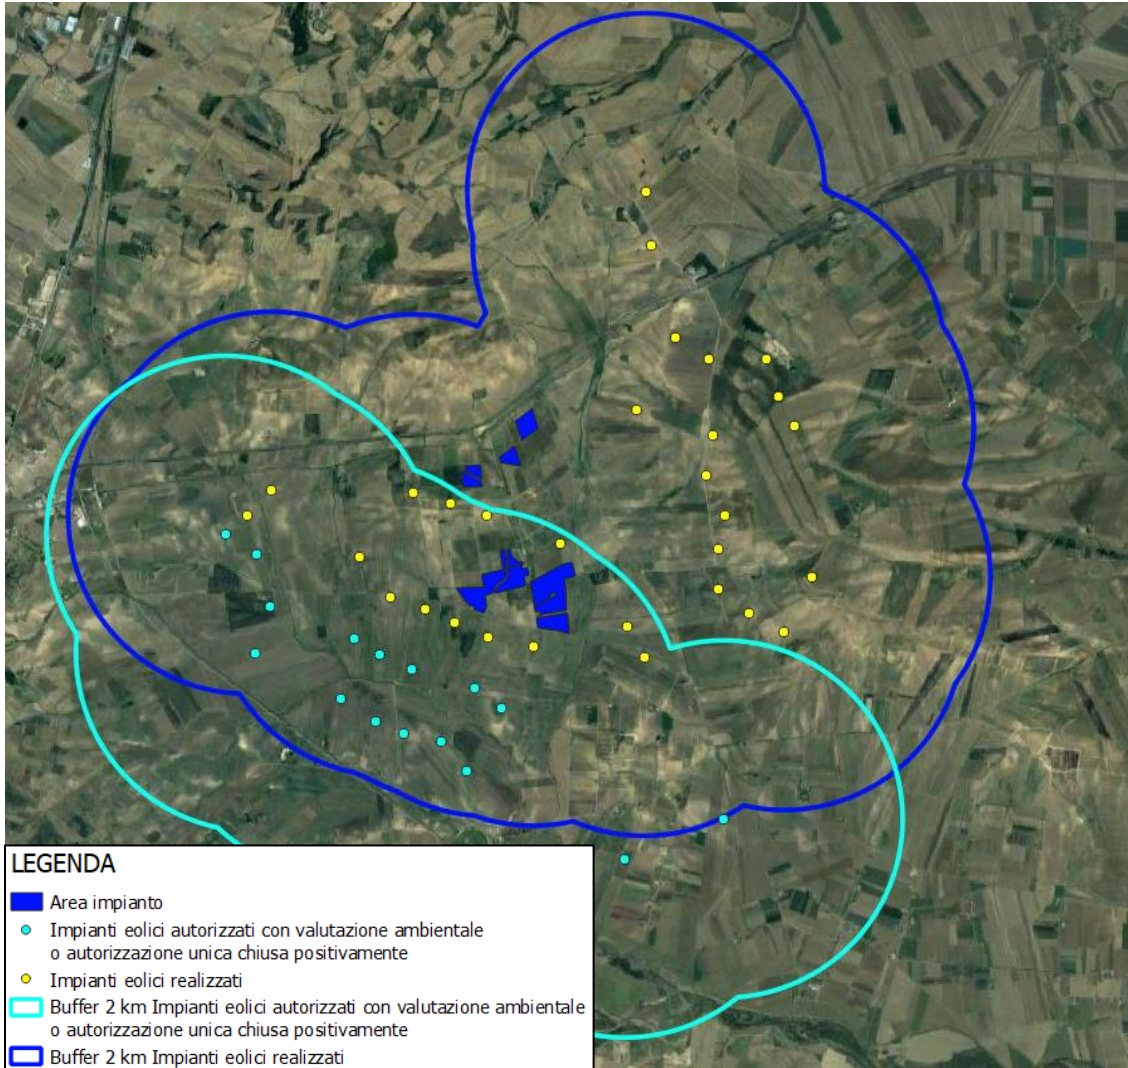 LEGENDA
Area impianto
Impianti eolici autorizzati con valutazione ambientale
o autorizzazione unica chiusa positivamente
Impianti eolici realizzati
Buffer 2 km Impianti eolici autorizzati con valutazione ambientale
o autorizzazione unica chiusa positivamente
Buffer 2 km Impianti eolici realizzati